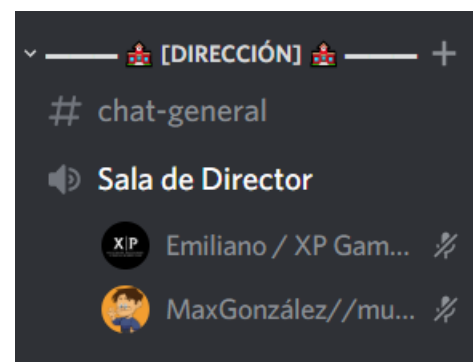 [DIRECCIÓN]
chat-general
Sala de Director
X|P Emiliano / XP Gam...
MaxGonzález//mu...